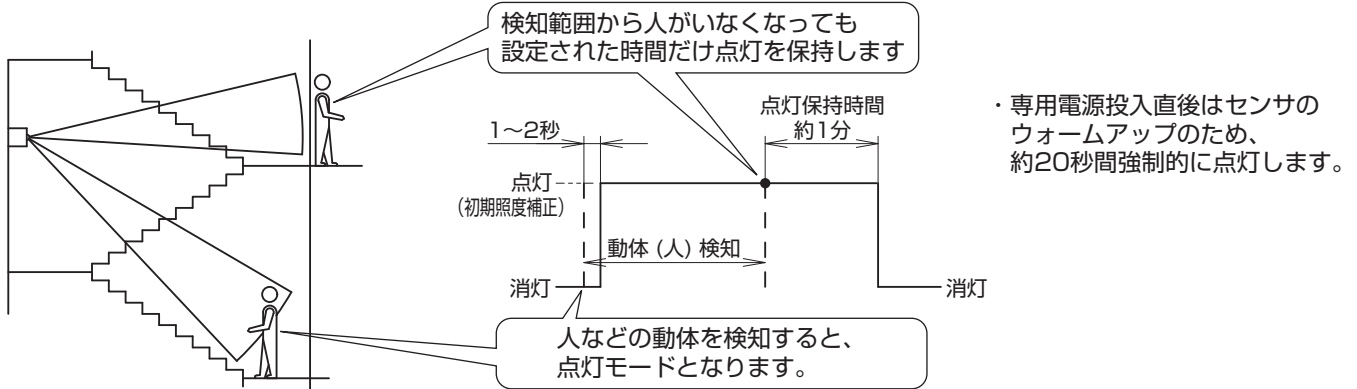 検知範囲から人がいなくなっても
設定された時間だけ点灯を保持します
点灯保持時間
約1分
1～2秒
点灯
(初期照度補正)
動体 (人) 検知
消灯
消灯
人などの動体を検知すると、
点灯モードとなります。
・専用電源投入直後はセンサの
ウォームアップのため、
約20秒間強制的に点灯します。